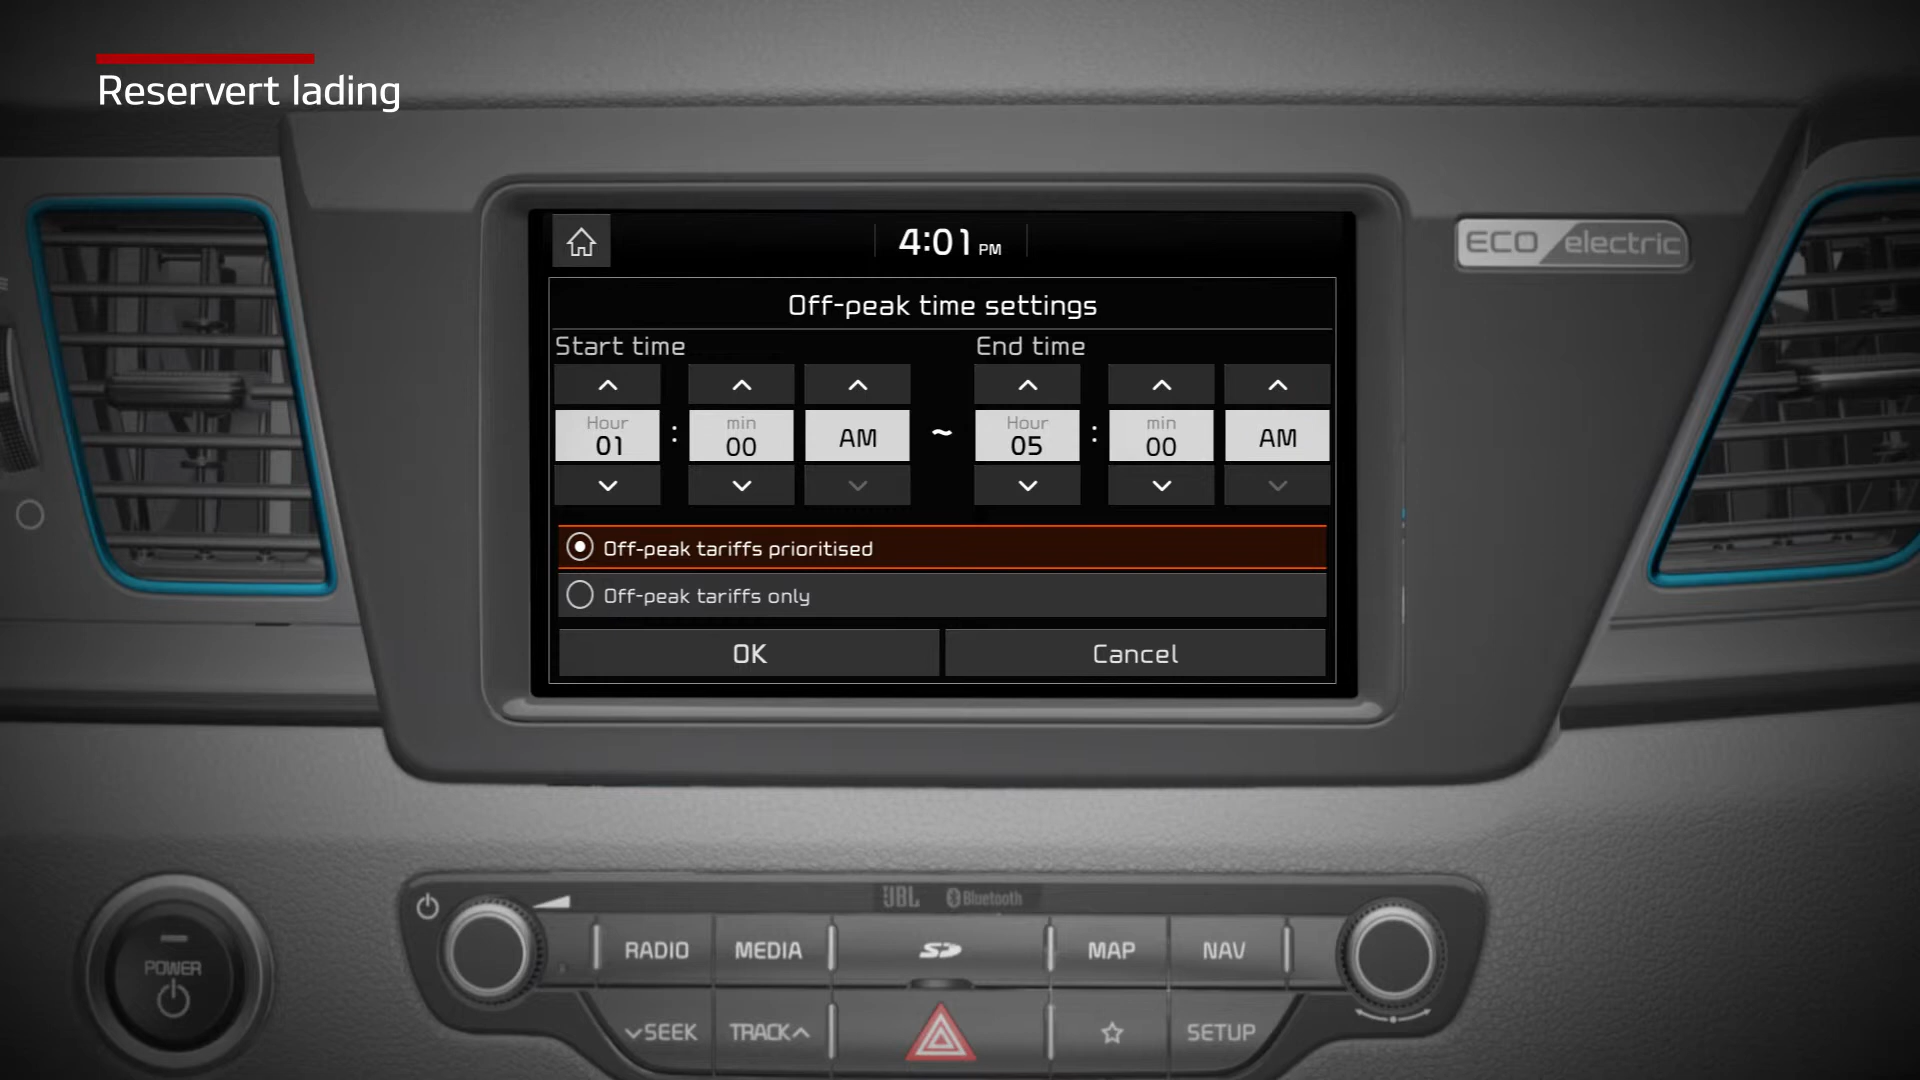 Reservert lading
4:01 PM
ECO electric
Off-peak time settings
Start time
End time
Hour
01
:
min
00
AM
~
Hour
05
:
min
00
AM
Off-peak tariffs prioritised
Off-peak tariffs only
OK
Cancel
JBL
Bluetooth
RADIO
MEDIA
SD
MAP
NAV
POWER
SEEK
TRACK
SETUP